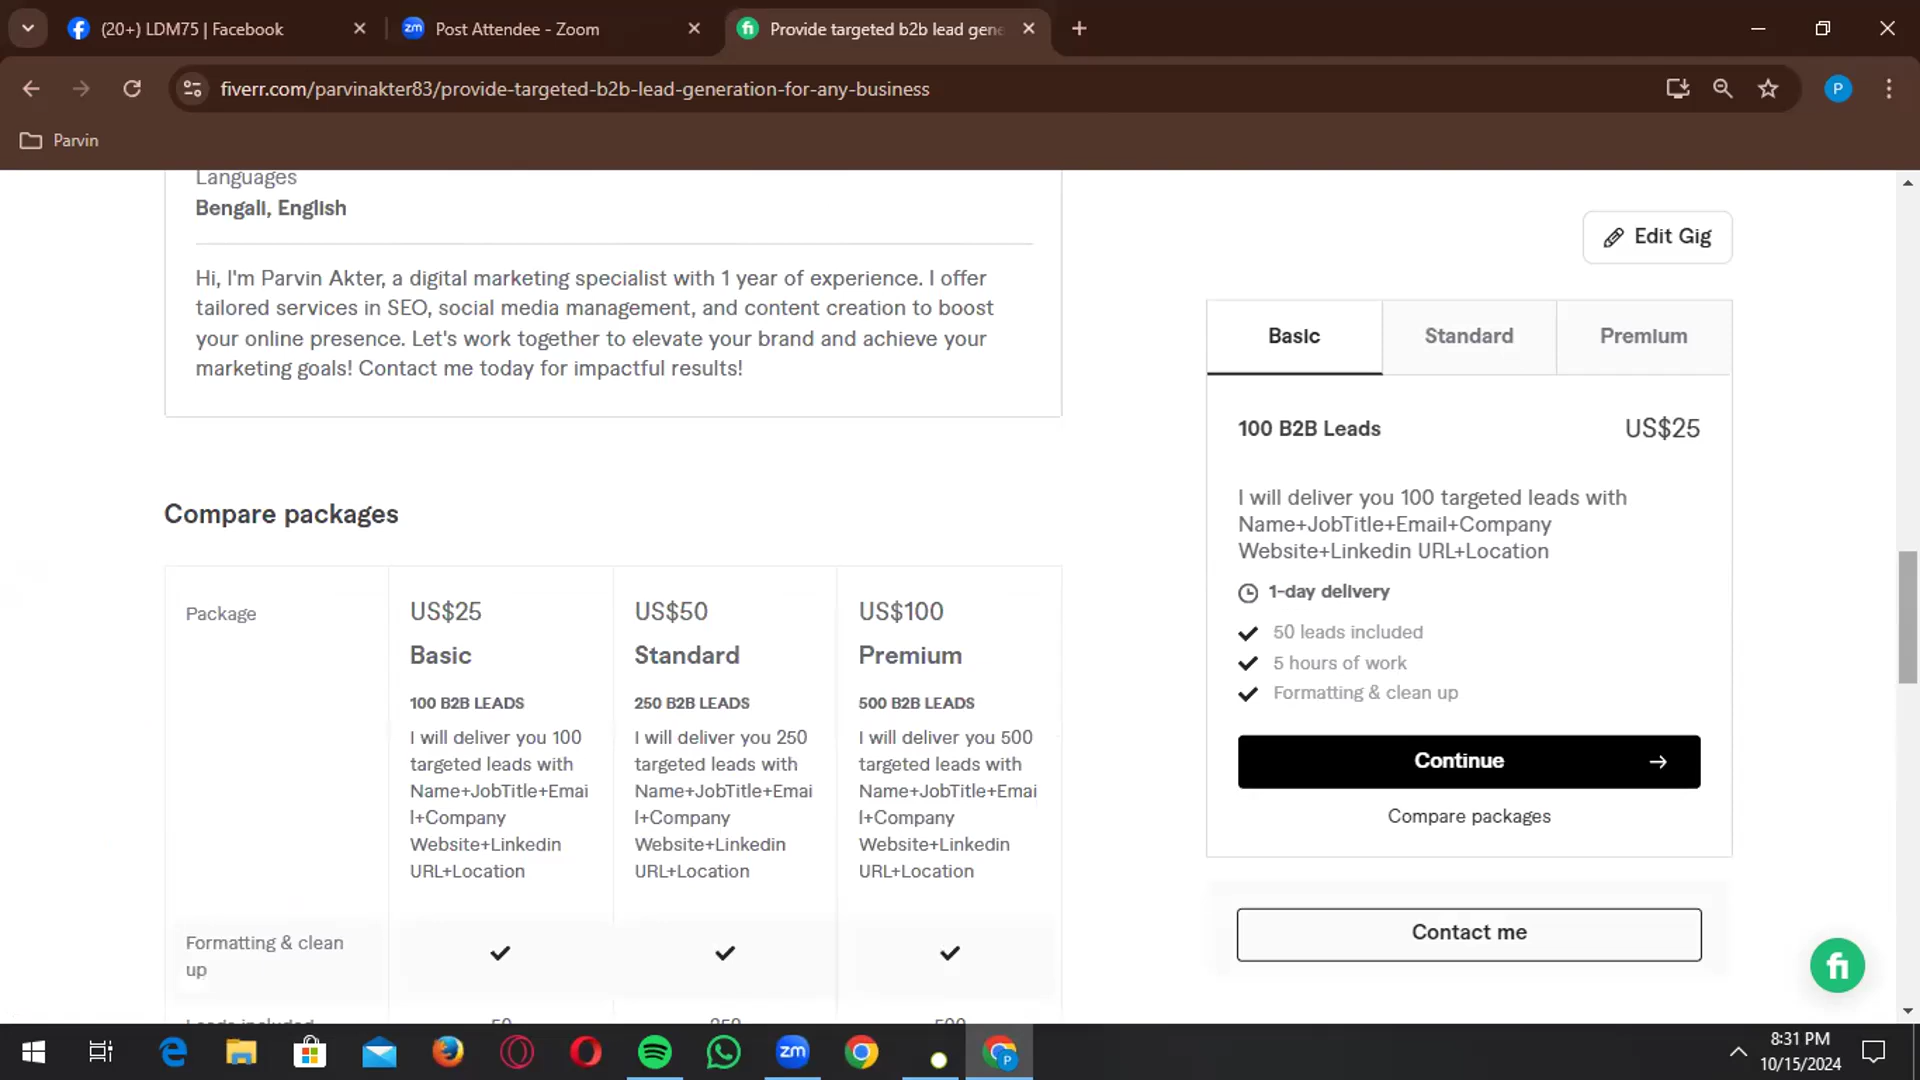 (20+) LDM75 | Facebook
zm Post Attendee - Zoom
fi Provide targeted b2b lead gene
fiverr.com/parvinakter83/provide-targeted-b2b-lead-generation-for-any-business
P
Parvin
Languages
Bengali, English
Hi, I'm Parvin Akter, a digital marketing specialist with 1 year of experience. I offer
tailored services in SEO, social media management, and content creation to boost
your online presence. Let's work together to elevate your brand and achieve your
marketing goals! Contact me today for impactful results!
Compare packages
Package
US$25
Basic
100 B2B LEADS
I will deliver you 100
targeted leads with
Name+JobTitle+Emai
l+Company
Website+Linkedin
URL+Location
US$50
Standard
250 B2B LEADS
I will deliver you 250
targeted leads with
Name+JobTitle+Emai
l+Company
Website+Linkedin
URL+Location
US$100
Premium
500 B2B LEADS
I will deliver you 500
targeted leads with
Name+JobTitle+Emai
l+Company
Website+Linkedin
URL+Location
Formatting & clean
up
Leads included 50 250 500
Edit Gig
Basic Standard Premium
100 B2B Leads US$25
I will deliver you 100 targeted leads with
Name+JobTitle+Email+Company
Website+Linkedin URL+Location
1-day delivery
50 leads included
5 hours of work
Formatting & clean up
Continue
Compare packages
Contact me
fi
zm
P
8:31 PM
10/15/2024